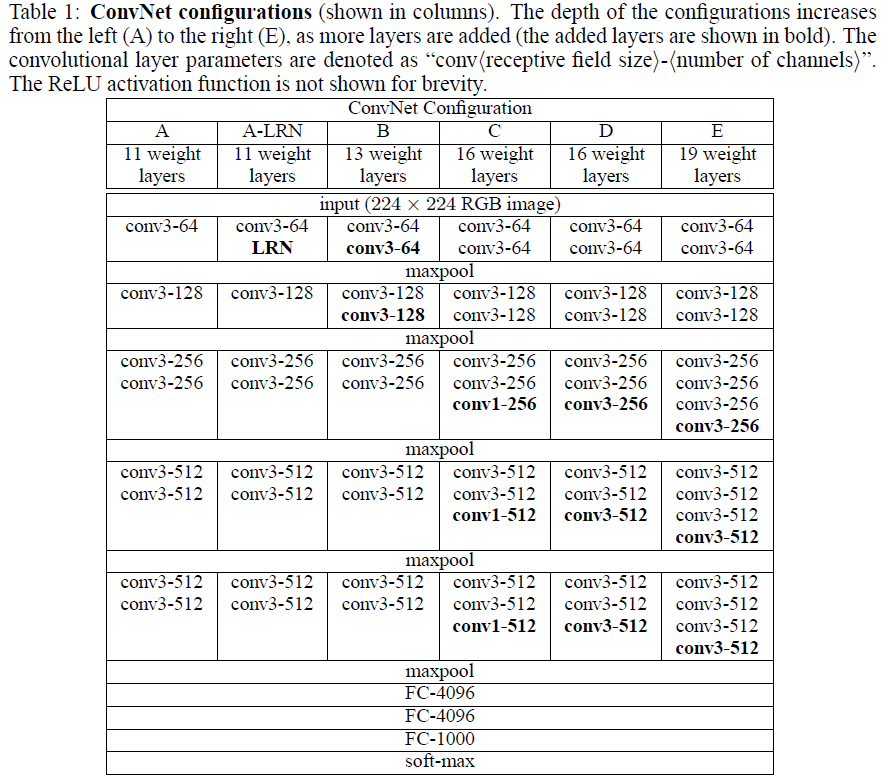 Table 1: ConvNet configurations (shown in columns). The depth of the configurations increases
from the left (A) to the right (E), as more layers are added (the added layers are shown in bold). The
convolutional layer parameters are denoted as “conv⟨receptive field size⟩-⟨number of channels⟩”.
The ReLU activation function is not shown for brevity.
ConvNet Configuration
A A-LRN B C D E
11 weight 11 weight 13 weight 16 weight 16 weight 19 weight
layers layers layers layers layers layers
input (224 × 224 RGB image)
conv3-64 conv3-64 conv3-64 conv3-64 conv3-64 conv3-64
LRN conv3-64 conv3-64 conv3-64 conv3-64
maxpool
conv3-128 conv3-128 conv3-128 conv3-128 conv3-128 conv3-128
conv3-128 conv3-128 conv3-128 conv3-128
maxpool
conv3-256 conv3-256 conv3-256 conv3-256 conv3-256 conv3-256
conv3-256 conv3-256 conv3-256 conv3-256 conv3-256 conv3-256
conv1-256 conv3-256 conv3-256
conv3-256
maxpool
conv3-512 conv3-512 conv3-512 conv3-512 conv3-512 conv3-512
conv3-512 conv3-512 conv3-512 conv3-512 conv3-512 conv3-512
conv1-512 conv3-512 conv3-512
conv3-512
maxpool
conv3-512 conv3-512 conv3-512 conv3-512 conv3-512 conv3-512
conv3-512 conv3-512 conv3-512 conv3-512 conv3-512 conv3-512
conv1-512 conv3-512 conv3-512
conv3-512
maxpool
FC-4096
FC-4096
FC-1000
soft-max